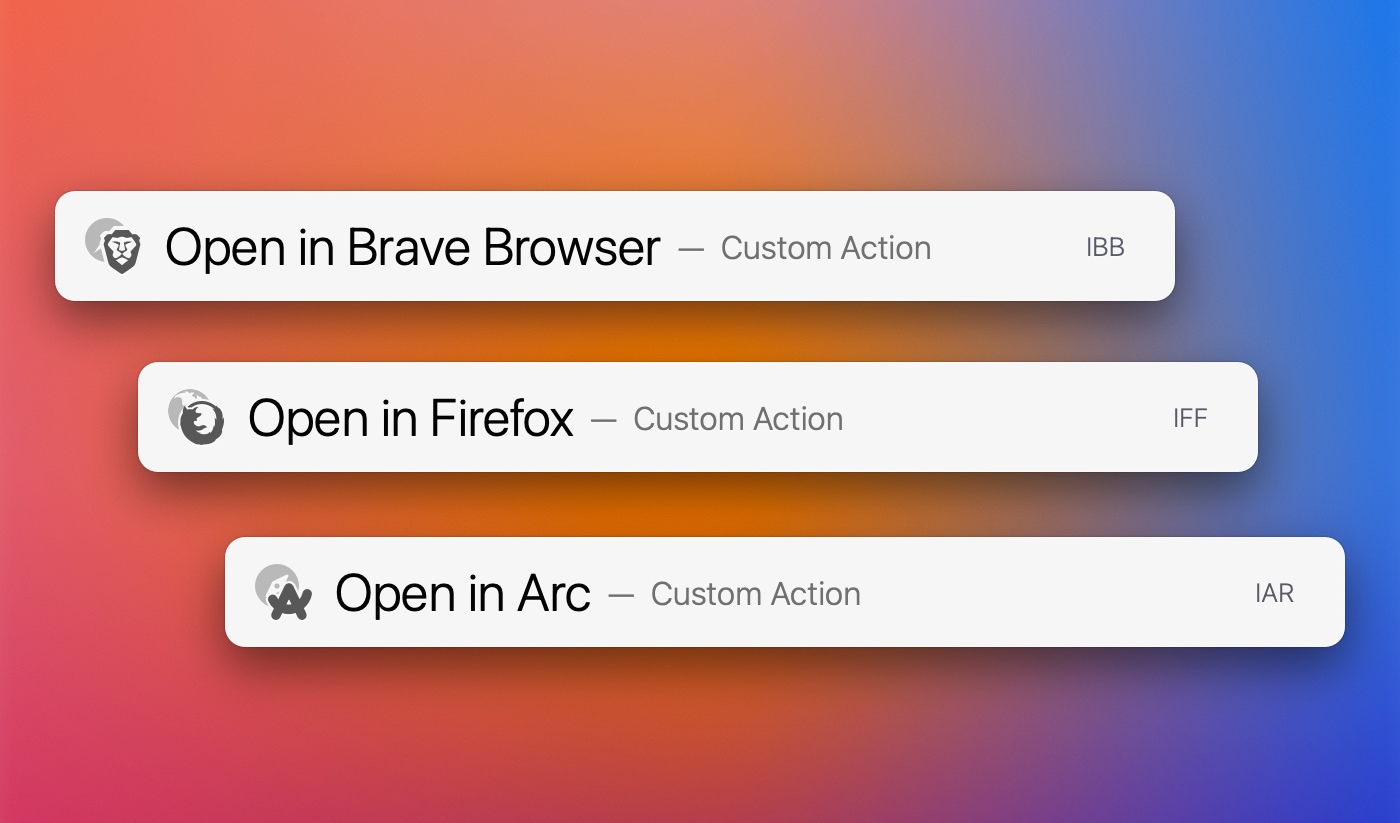 Open in Brave Browser — Custom Action IBB
Open in Firefox — Custom Action IFF
Open in Arc — Custom Action IAR